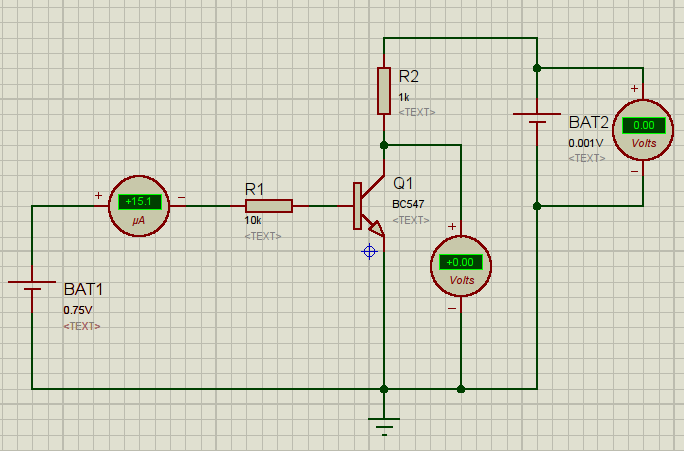 R2
1k
<TEXT>
+
0.00
Volts
−
BAT2
0.001V
<TEXT>
+
+15.1
µA
−
R1
10k
<TEXT>
Q1
BC547
<TEXT>
+
+0.00
Volts
−
BAT1
0.75V
<TEXT>